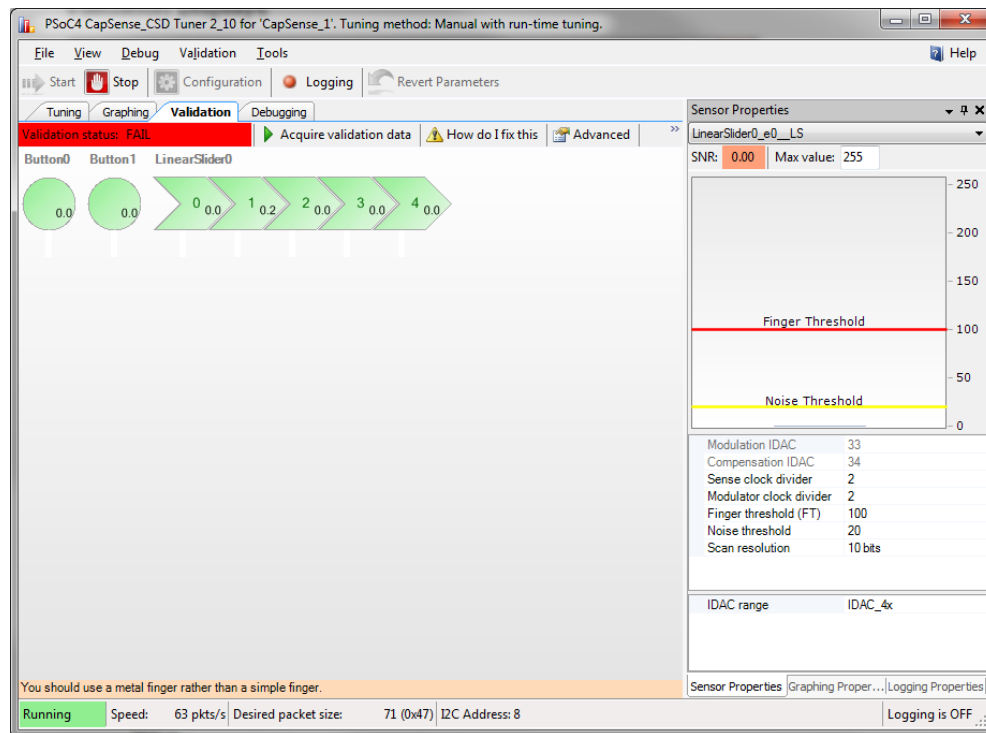 PSoC4 CapSense_CSD Tuner 2_10 for 'CapSense_1'. Tuning method: Manual with run-time tuning.
File View Debug Validation Tools Help
Start Stop Configuration Logging Revert Parameters
Tuning Graphing Validation Debugging
Validation status: FAIL Acquire validation data How do I fix this Advanced »
Button0 Button1 LinearSlider0
0.0 0.0 0 0.0 1 0.2 2 0.0 3 0.0 4 0.0
You should use a metal finger rather than a simple finger.
Sensor Properties
LinearSlider0_e0__LS
SNR: 0.00 Max value: 255
250
200
150
Finger Threshold
100
50
Noise Threshold
0
Modulation IDAC 33
Compensation IDAC 34
Sense clock divider 2
Modulator clock divider 2
Finger threshold (FT) 100
Noise threshold 20
Scan resolution 10 bits
IDAC range IDAC_4x
Sensor Properties Graphing Proper... Logging Properties
Running Speed: 63 pkts/s Desired packet size: 71 (0x47) I2C Address: 8 Logging is OFF